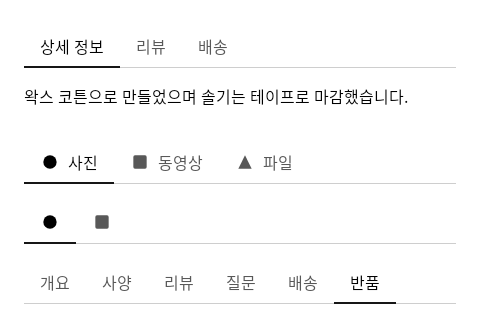 상세 정보 리뷰 배송
왁스 코튼으로 만들었으며 솔기는 테이프로 마감했습니다.
사진 동영상 파일
개요 사양 리뷰 질문 배송 반품